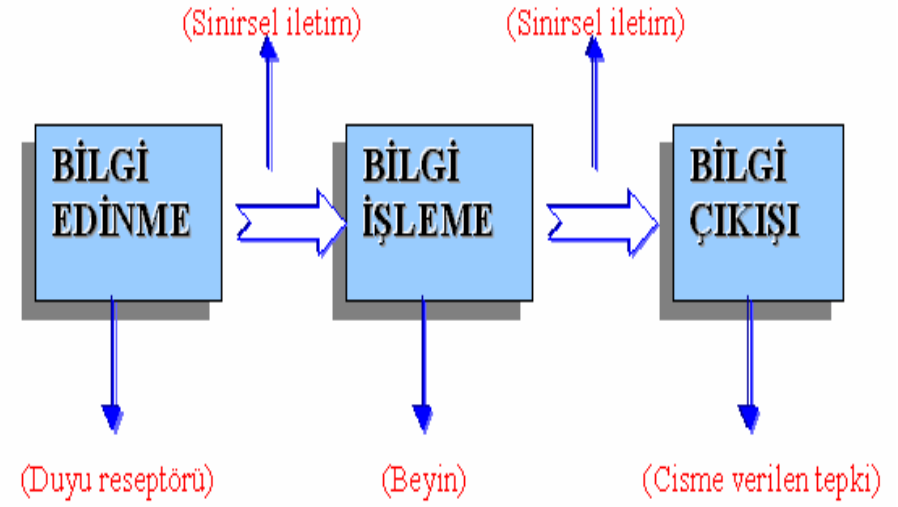 (Sinirsel iletim)
(Sinirsel iletim)
BİLGİ
EDİNME
BİLGİ
İŞLEME
BİLGİ
ÇIKIŞI
(Duyu reseptörü)
(Beyin)
(Cisme verilen tepki)